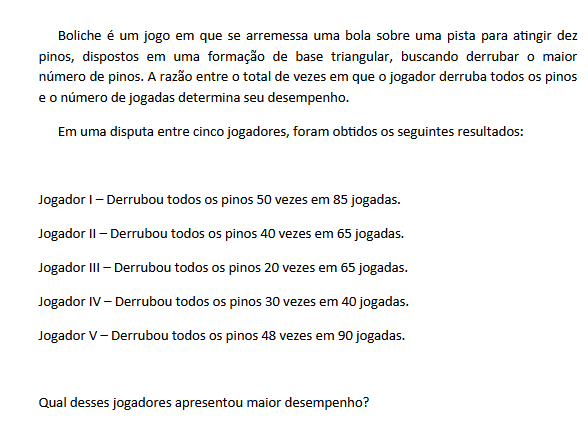 Boliche é um jogo em que se arremessa uma bola sobre uma pista para atingir dez
pinos, dispostos em uma formação de base triangular, buscando derrubar o maior
número de pinos. A razão entre o total de vezes em que o jogador derruba todos os pinos
e o número de jogadas determina seu desempenho.
Em uma disputa entre cinco jogadores, foram obtidos os seguintes resultados:
Jogador I – Derrubou todos os pinos 50 vezes em 85 jogadas.
Jogador II – Derrubou todos os pinos 40 vezes em 65 jogadas.
Jogador III – Derrubou todos os pinos 20 vezes em 65 jogadas.
Jogador IV – Derrubou todos os pinos 30 vezes em 40 jogadas.
Jogador V – Derrubou todos os pinos 48 vezes em 90 jogadas.
Qual desses jogadores apresentou maior desempenho?